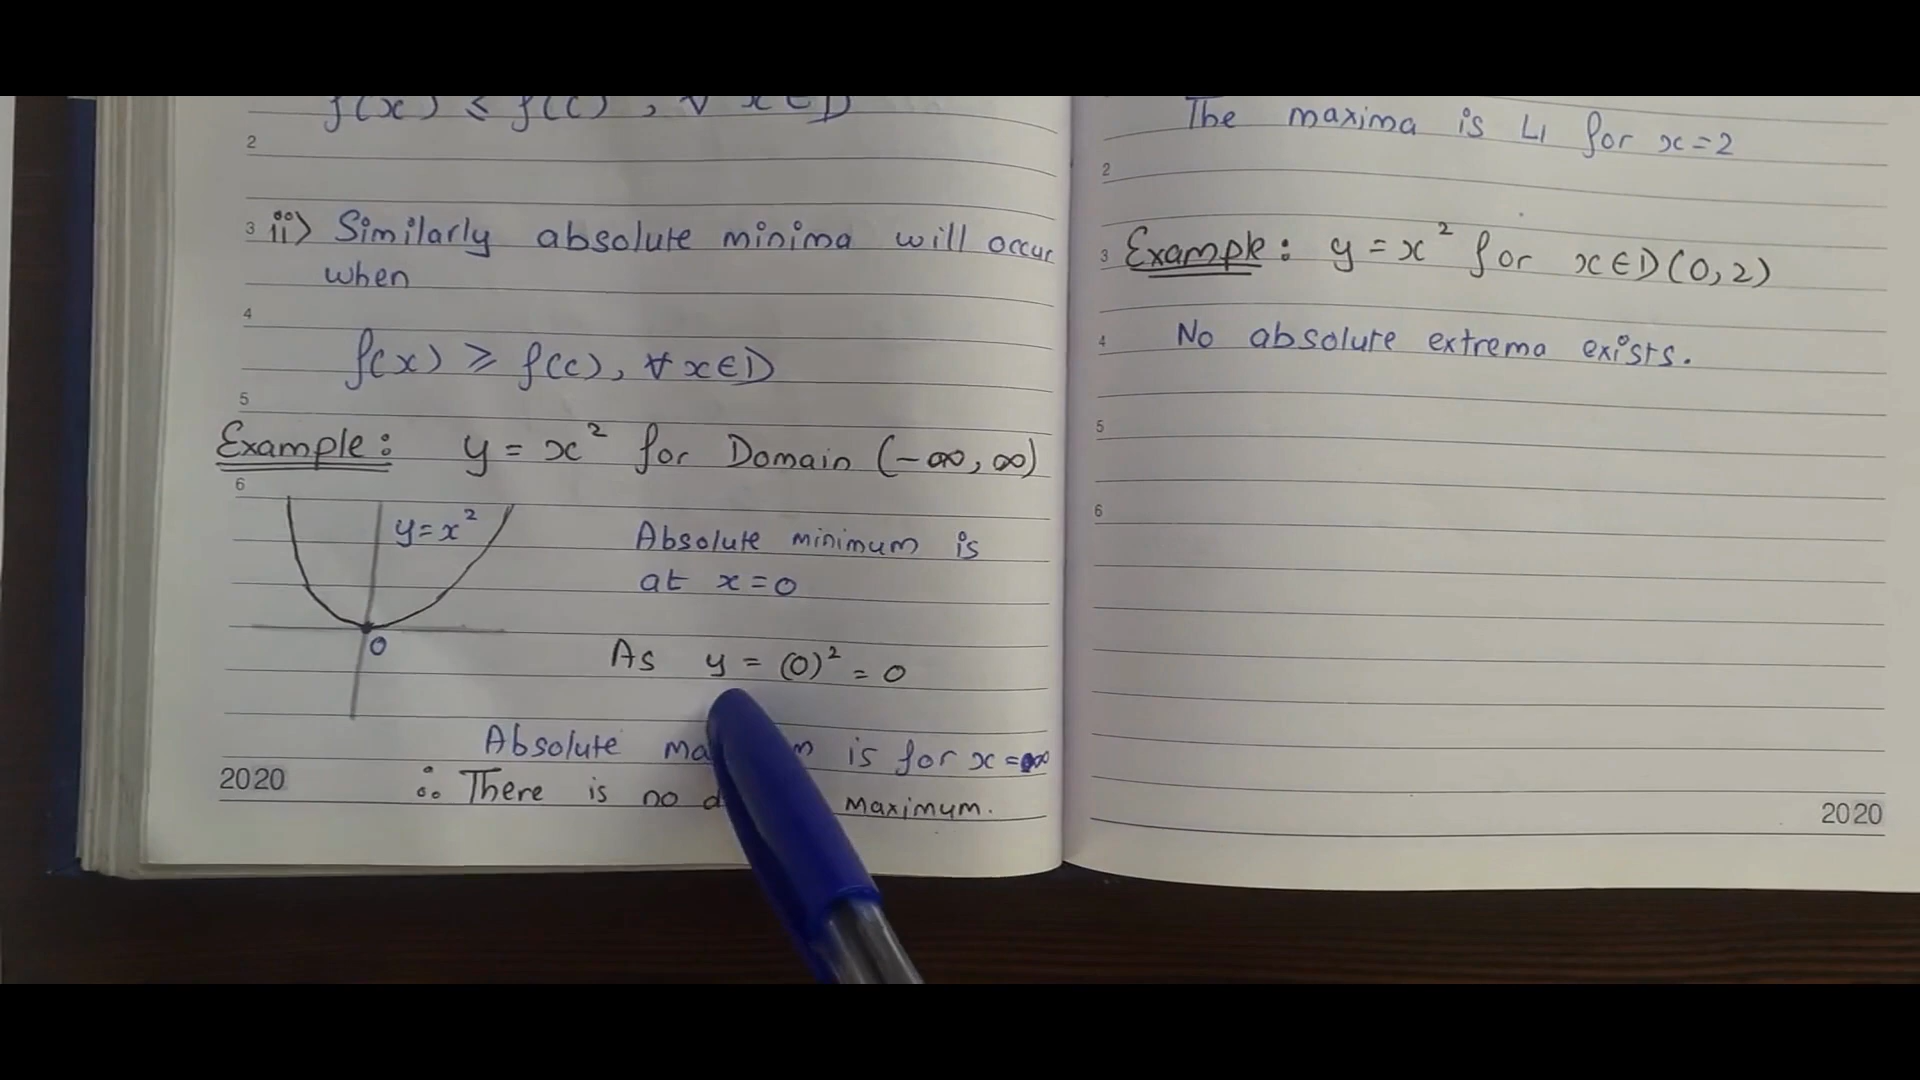 f(x) ≤ f(c), ∀ x∈D
2
3 ii) Similarly absolute minima will occur
when
4
f(x) ≥ f(c), ∀ x∈D
5
Example: y = x² for Domain (-∞, ∞)
6
y=x²
Absolute minimum is
at x=0
0
As y = (0)² = 0
Absolute is for x=∞
2020
∴ There is no maximum.
The maxima is 4 for x=2
2
3 Example: y=x² for x∈D(0,2)
4 No absolute extrema exists.
5
6
2020